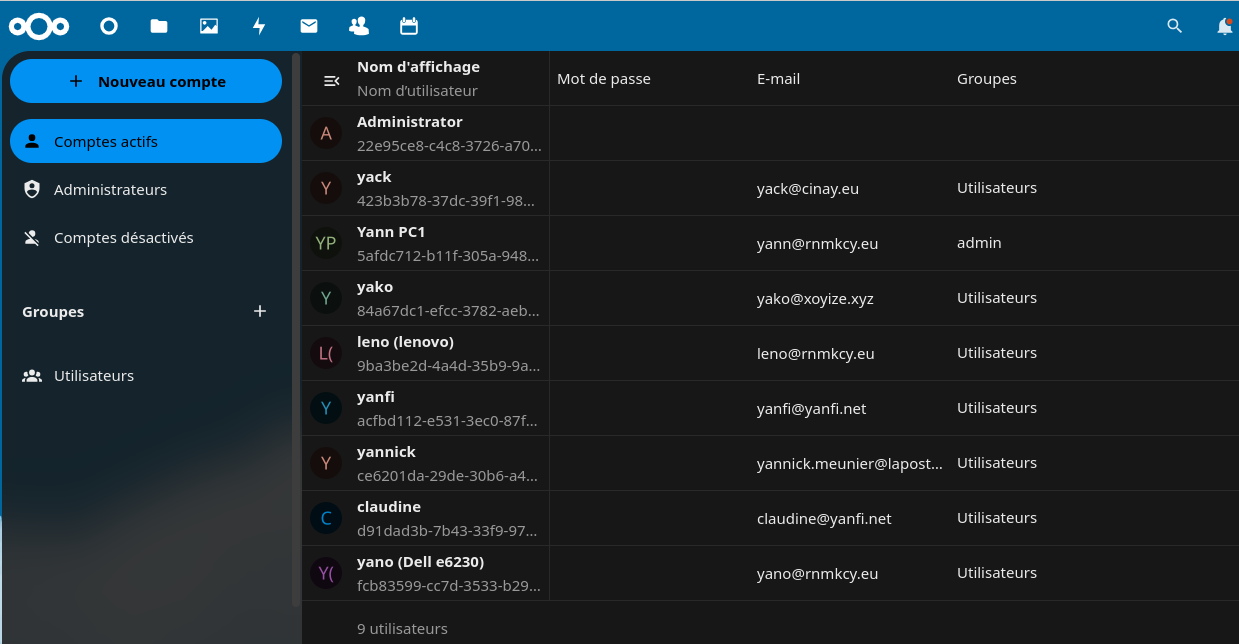 Nouveau compte
Comptes actifs
Administrateurs
Comptes désactivés
Groupes
Utilisateurs
Nom d'affichage
Nom d’utilisateur
Mot de passe
E-mail
Groupes
A
Administrator
22e95ce8-c4c8-3726-a70...
Y
yack
423b3b78-37dc-39f1-98...
yack@cinay.eu
Utilisateurs
YP
Yann PC1
5afdc712-b11f-305a-948...
yann@rnmkcy.eu
admin
Y
yako
84a67dc1-efcc-3782-aeb...
yako@xoyize.xyz
Utilisateurs
L(
leno (lenovo)
9ba3be2d-4a4d-35b9-9a...
leno@rnmkcy.eu
Utilisateurs
Y
yanfi
acfbd112-e531-3ec0-87f...
yanfi@yanfi.net
Utilisateurs
Y
yannick
ce6201da-29de-30b6-a4...
yannick.meunier@lapost...
Utilisateurs
C
claudine
d91dad3b-7b43-33f9-97...
claudine@yanfi.net
Utilisateurs
Y(
yano (Dell e6230)
fcb83599-cc7d-3533-b29...
yano@rnmkcy.eu
Utilisateurs
9 utilisateurs